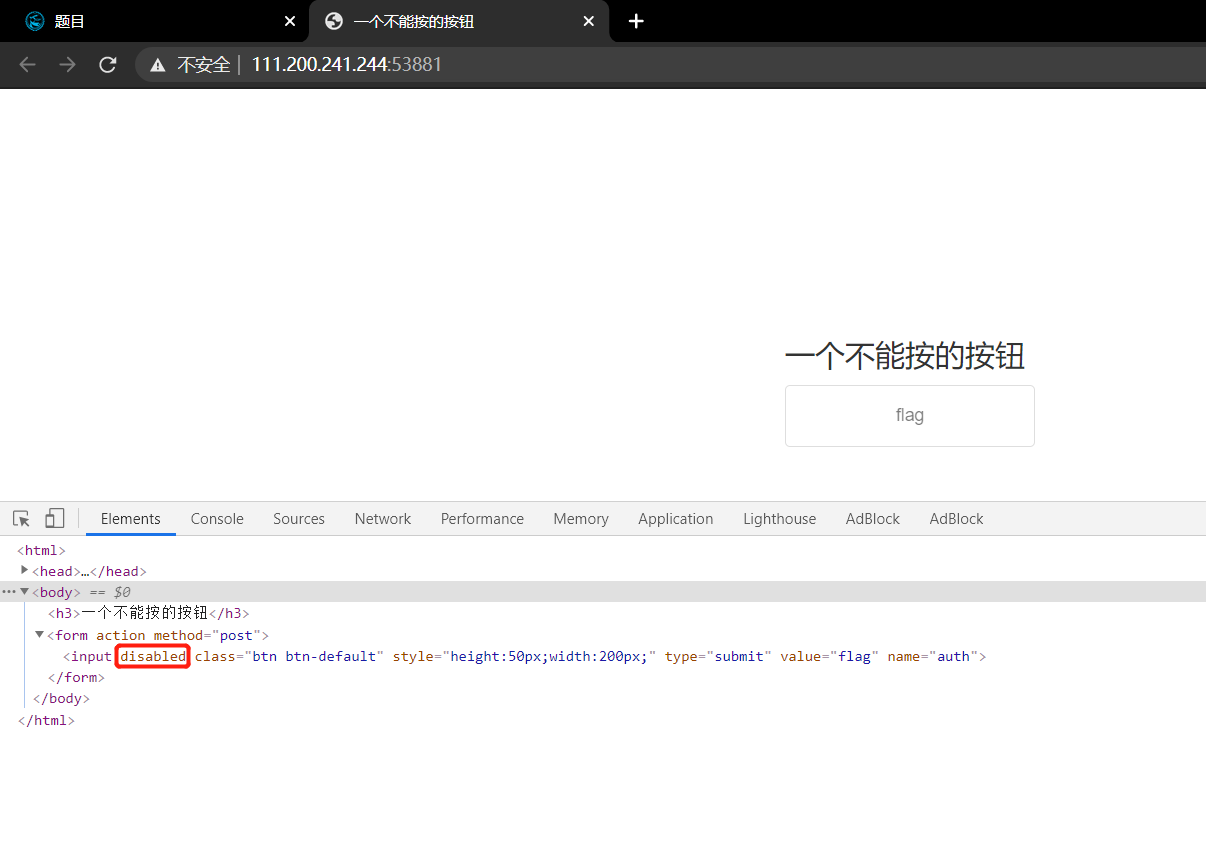 题目
一个不能按的按钮
不安全 | 111.200.241.244:53881
一个不能按的按钮
flag
Elements Console Sources Network Performance Memory Application Lighthouse AdBlock AdBlock
<html>
<head>…</head>
<body> == $0
<h3>一个不能按的按钮</h3>
<form action method="post">
<input disabled class="btn btn-default" style="height:50px;width:200px;" type="submit" value="flag" name="auth">
</form>
</body>
</html>